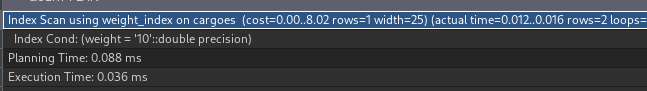 Index Scan using weight_index on cargoes (cost=0.00..8.02 rows=1 width=25) (actual time=0.012..0.016 rows=2 loops=
Index Cond: (weight = '10'::double precision)
Planning Time: 0.088 ms
Execution Time: 0.036 ms